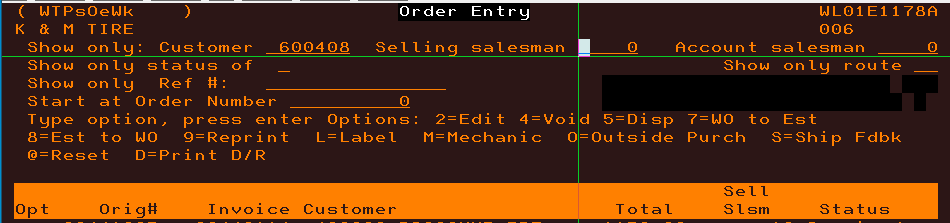 ( WTPsOeWk    )    Order Entry    WL01E1178A
K & M TIRE    006
Show only: Customer  600408  Selling salesman  0  Account salesman  0
Show only status of  _    Show only route __
Show only  Ref #:
Start at Order Number  0
Type option, press enter Options: 2=Edit 4=Void 5=Disp 7=WO to Est
8=Est to WO  9=Reprint  L=Label  M=Mechanic  O=Outside Purch  S=Ship Fdbk
@=Reset  D=Print D/R
Sell
Opt  Orig#  Invoice Customer  Total  Slsm  Status